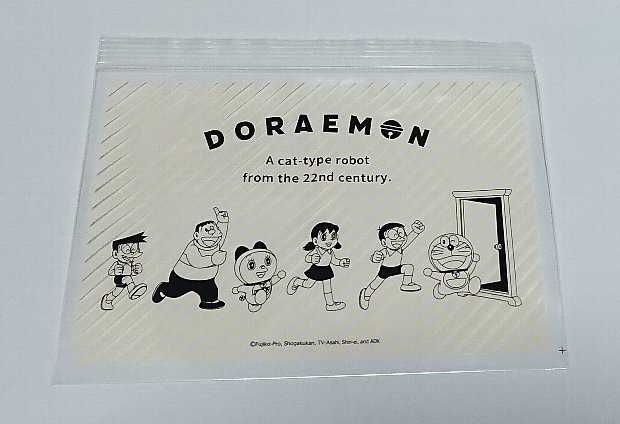 DORAEMON
A cat-type robot
from the 22nd century.
©Fujiko-Pro, Shogakukan, TV-Asahi, Shin-ei, and ADK